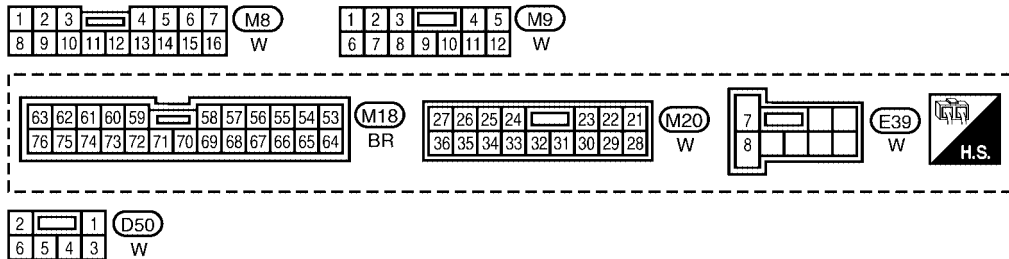 1 2 3 4 5 6 7 M8
8 9 10 11 12 13 14 15 16 W
1 2 3 4 5 M9
6 7 8 9 10 11 12 W
63 62 61 60 59 58 57 56 55 54 53 M18
76 75 74 73 72 71 70 69 68 67 66 65 64 BR
27 26 25 24 23 22 21 M20
36 35 34 33 32 31 30 29 28 W
7 E39
8 W
H.S.
2 1 D50
6 5 4 3 W